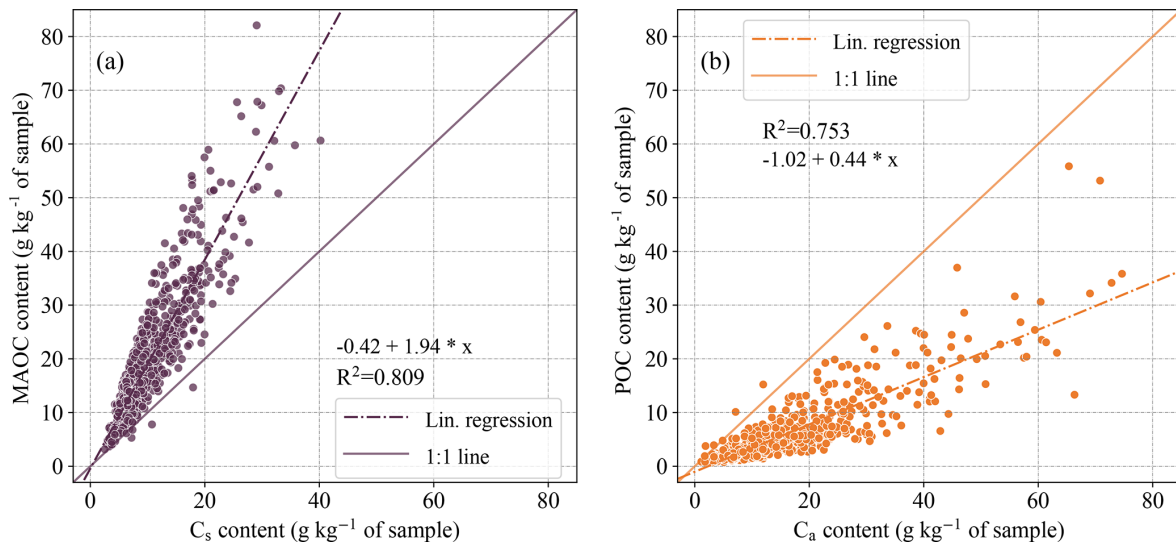 (a)
MAOC content (g kg⁻¹ of sample)
80
70
60
50
40
30
20
10
0
-0.42 + 1.94 * x
R²=0.809
Lin. regression
1:1 line
0 20 40 60 80
Cₛ content (g kg⁻¹ of sample)
(b)
POC content (g kg⁻¹ of sample)
80
70
60
50
40
30
20
10
0
Lin. regression
1:1 line
R²=0.753
-1.02 + 0.44 * x
0 20 40 60 80
Cₐ content (g kg⁻¹ of sample)